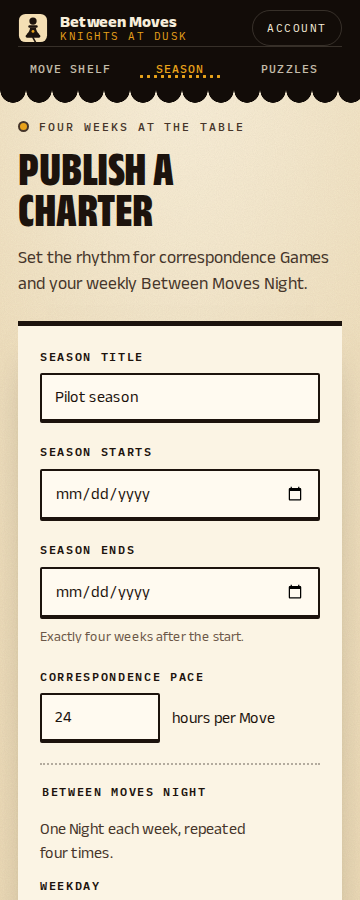 Between Moves
KNIGHTS AT DUSK
ACCOUNT
MOVE SHELF
SEASON
PUZZLES
FOUR WEEKS AT THE TABLE
PUBLISH A
CHARTER
Set the rhythm for correspondence Games
and your weekly Between Moves Night.
SEASON TITLE
Pilot season
SEASON STARTS
mm/dd/yyyy
SEASON ENDS
mm/dd/yyyy
Exactly four weeks after the start.
CORRESPONDENCE PACE
24
hours per Move
BETWEEN MOVES NIGHT
One Night each week, repeated
four times.
WEEKDAY